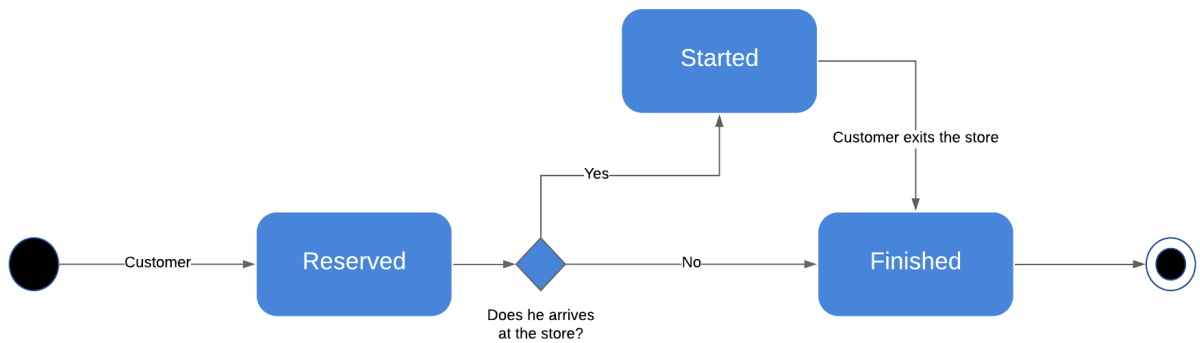 Started
Customer exits the store
Yes
Customer
Reserved
No
Finished
Does he arrives
at the store?